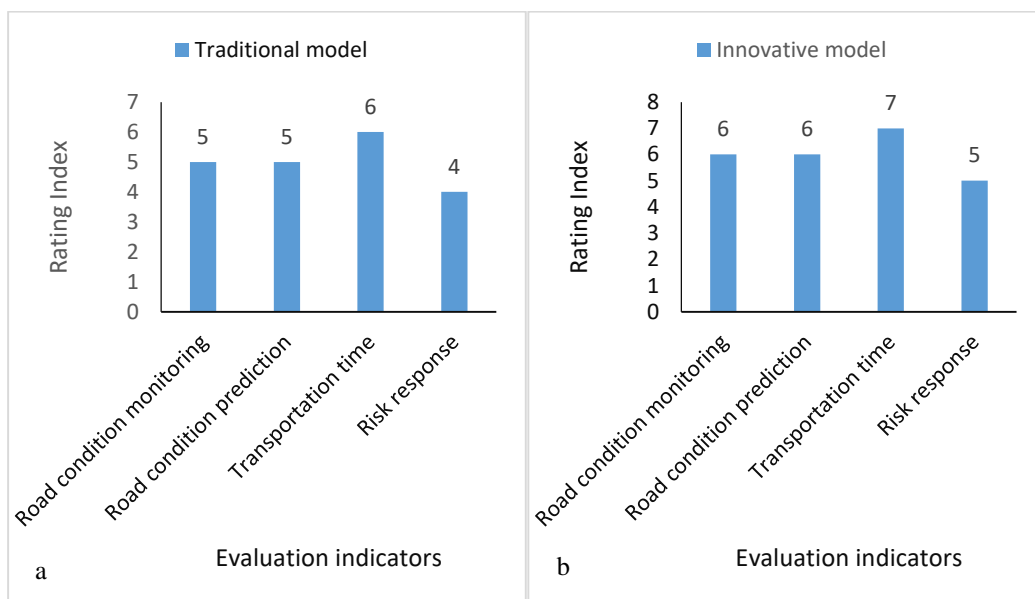 Traditional model
Rating Index
7
6
5
4
3
2
1
0
5
5
6
4
Road condition monitoring
Road condition prediction
Transportation time
Risk response
Evaluation indicators
a
Innovative model
Rating Index
8
7
6
5
4
3
2
1
0
6
6
7
5
Road condition monitoring
Road condition prediction
Transportation time
Risk response
Evaluation indicators
b